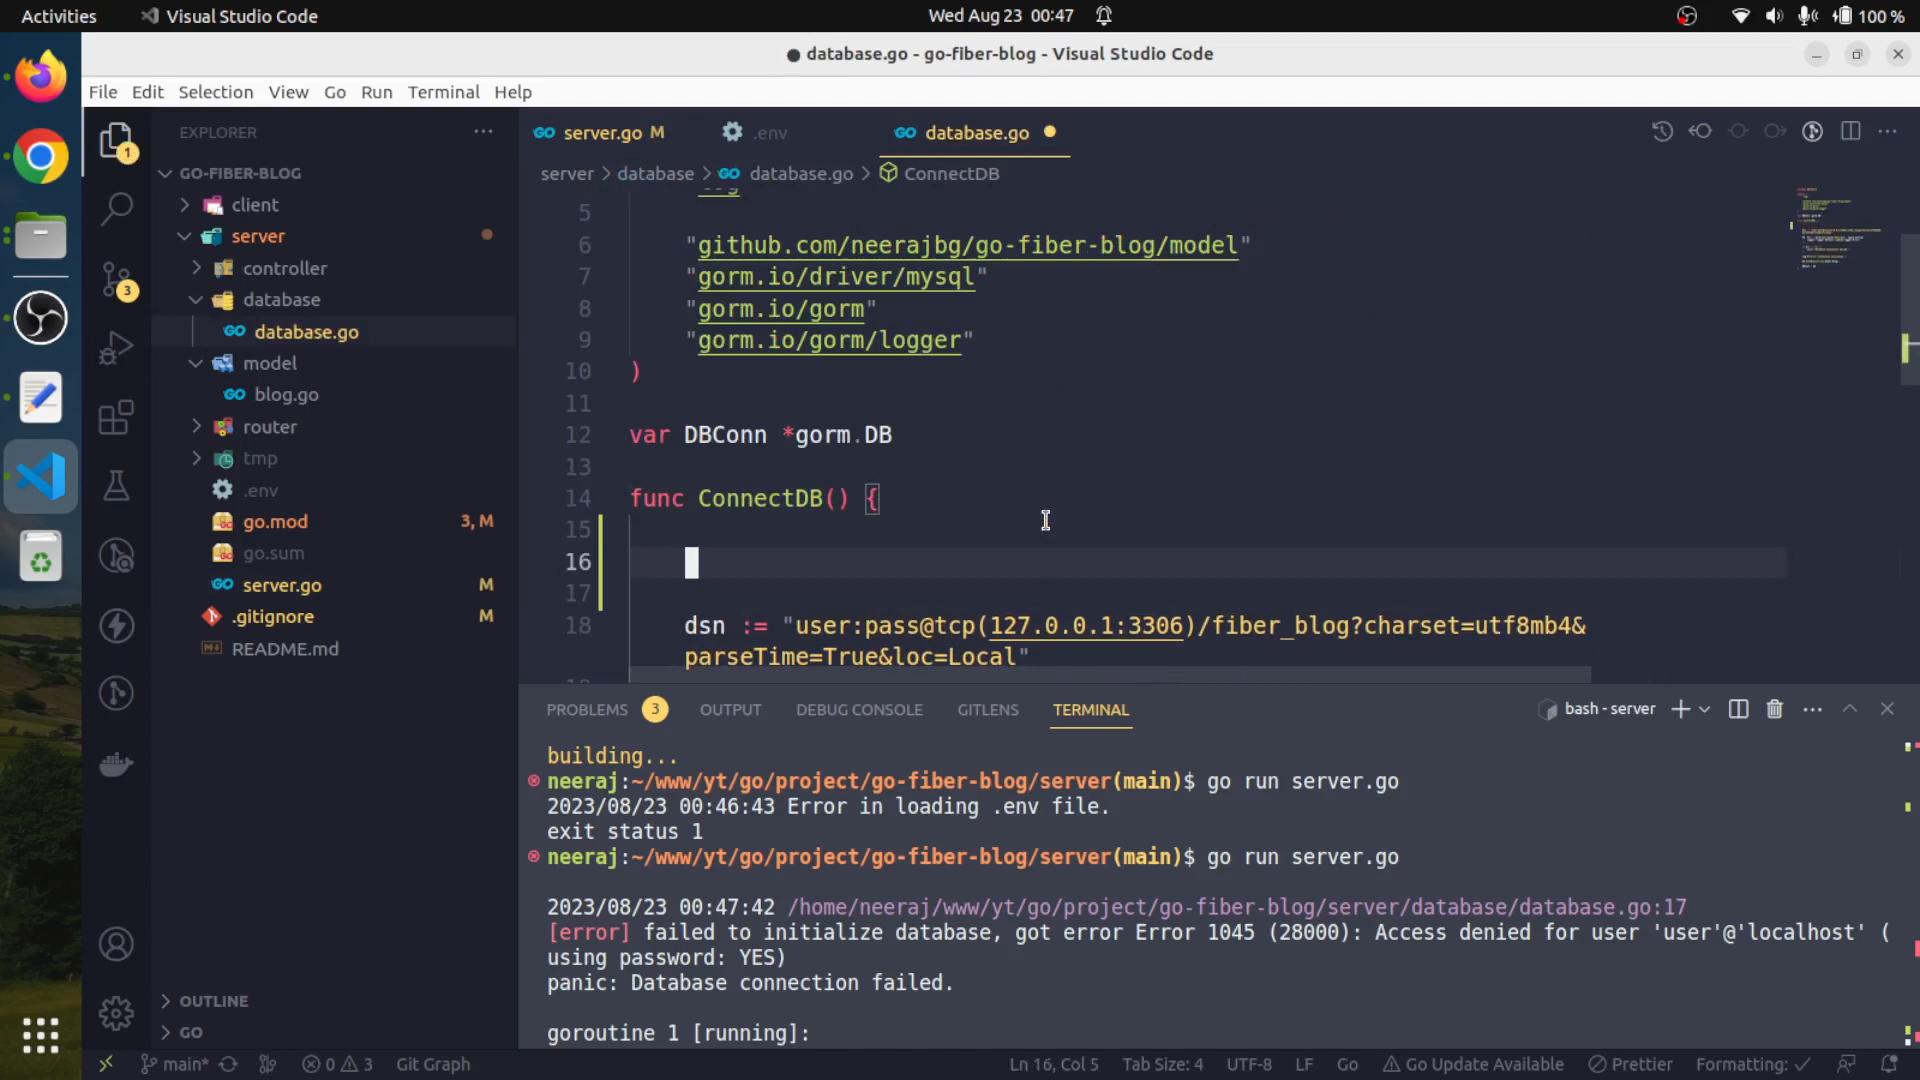 Activities Visual Studio Code Wed Aug 23 00:47 100 %
database.go - go-fiber-blog - Visual Studio Code
File Edit Selection View Go Run Terminal Help
EXPLORER
GO-FIBER-BLOG
client
server
controller
database
database.go
model
blog.go
router
tmp
.env
go.mod 3, M
go.sum
server.go M
.gitignore M
README.md
OUTLINE
GO
1
3
server.go M .env database.go
server > database > database.go > ConnectDB
5
6 "github.com/neerajbg/go-fiber-blog/model"
7 "gorm.io/driver/mysql"
8 "gorm.io/gorm"
9 "gorm.io/gorm/logger"
10 )
11
12 var DBConn *gorm.DB
13
14 func ConnectDB() {
15
16
17
18 dsn := "user:pass@tcp(127.0.0.1:3306)/fiber_blog?charset=utf8mb4&
parseTime=True&loc=Local"
PROBLEMS 3 OUTPUT DEBUG CONSOLE GITLENS TERMINAL bash - server
building...
neeraj:~/www/yt/go/project/go-fiber-blog/server(main)$ go run server.go
2023/08/23 00:46:43 Error in loading .env file.
exit status 1
neeraj:~/www/yt/go/project/go-fiber-blog/server(main)$ go run server.go
2023/08/23 00:47:42 /home/neeraj/www/yt/go/project/go-fiber-blog/server/database/database.go:17
[error] failed to initialize database, got error Error 1045 (28000): Access denied for user 'user'@'localhost' (
using password: YES)
panic: Database connection failed.
goroutine 1 [running]:
main* 0 3 Git Graph Ln 16, Col 5 Tab Size: 4 UTF-8 LF Go Go Update Available Prettier Formatting: